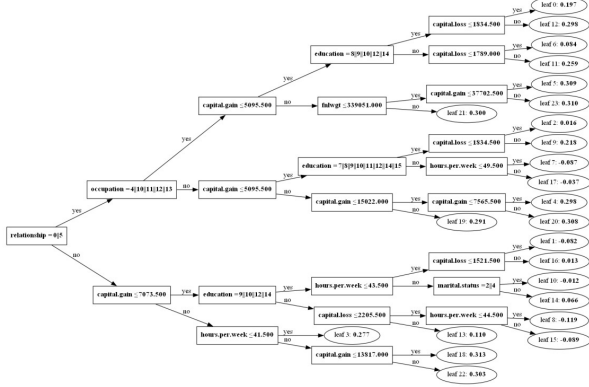 leaf 0: 0.197
capital.loss ≤1834.500
yes
no
leaf 12: 0.298
education =8||9||10||12||14
yes
no
leaf 6: 0.084
capital.loss ≤1789.000
yes
no
leaf 11: 0.259
capital.gain ≤5095.500
yes
no
leaf 5: 0.309
capital.gain ≤37702.500
yes
no
leaf 23: 0.310
fnlwgt ≤339051.000
yes
no
leaf 21: 0.300
leaf 2: 0.016
capital.loss ≤1834.500
yes
no
leaf 9: 0.218
education =7||8||9||10||11||12||14||15
yes
no
leaf 7: -0.087
hours.per.week ≤49.500
yes
no
leaf 17: -0.037
occupation =4||10||11||12||13
yes
no
capital.gain ≤5095.500
yes
no
leaf 4: 0.298
capital.gain ≤15022.000
yes
no
capital.gain ≤7565.500
yes
no
leaf 20: 0.308
leaf 19: 0.291
relationship =0||5
yes
no
leaf 1: -0.082
capital.loss ≤1521.500
yes
no
leaf 16: 0.013
hours.per.week ≤43.500
yes
no
leaf 10: -0.012
marital.status =2||4
yes
no
leaf 14: 0.066
capital.gain ≤7073.500
yes
no
education =9||10||12||14
yes
no
leaf 8: -0.119
capital.loss ≤2205.500
yes
no
hours.per.week ≤44.500
yes
no
leaf 15: -0.089
leaf 13: 0.110
hours.per.week ≤41.500
yes
no
leaf 3: 0.277
capital.gain ≤13817.000
yes
no
leaf 18: 0.313
leaf 22: 0.303